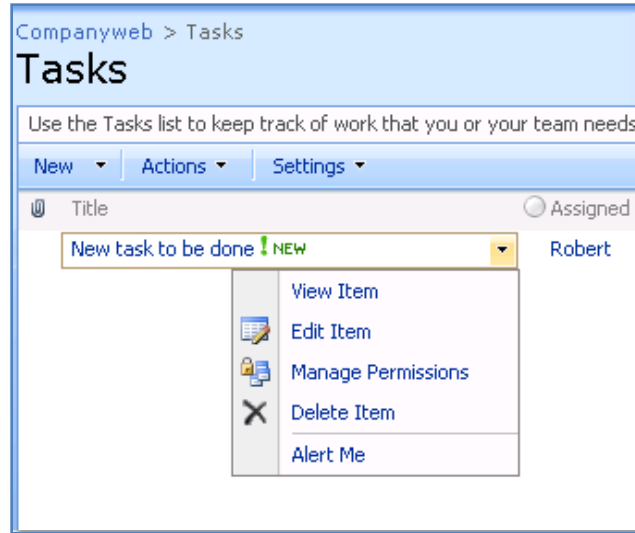 Companyweb > Tasks
Tasks
Use the Tasks list to keep track of work that you or your team needs
New Actions Settings
Title Assigned
New task to be done ! NEW Robert
View Item
Edit Item
Manage Permissions
Delete Item
Alert Me